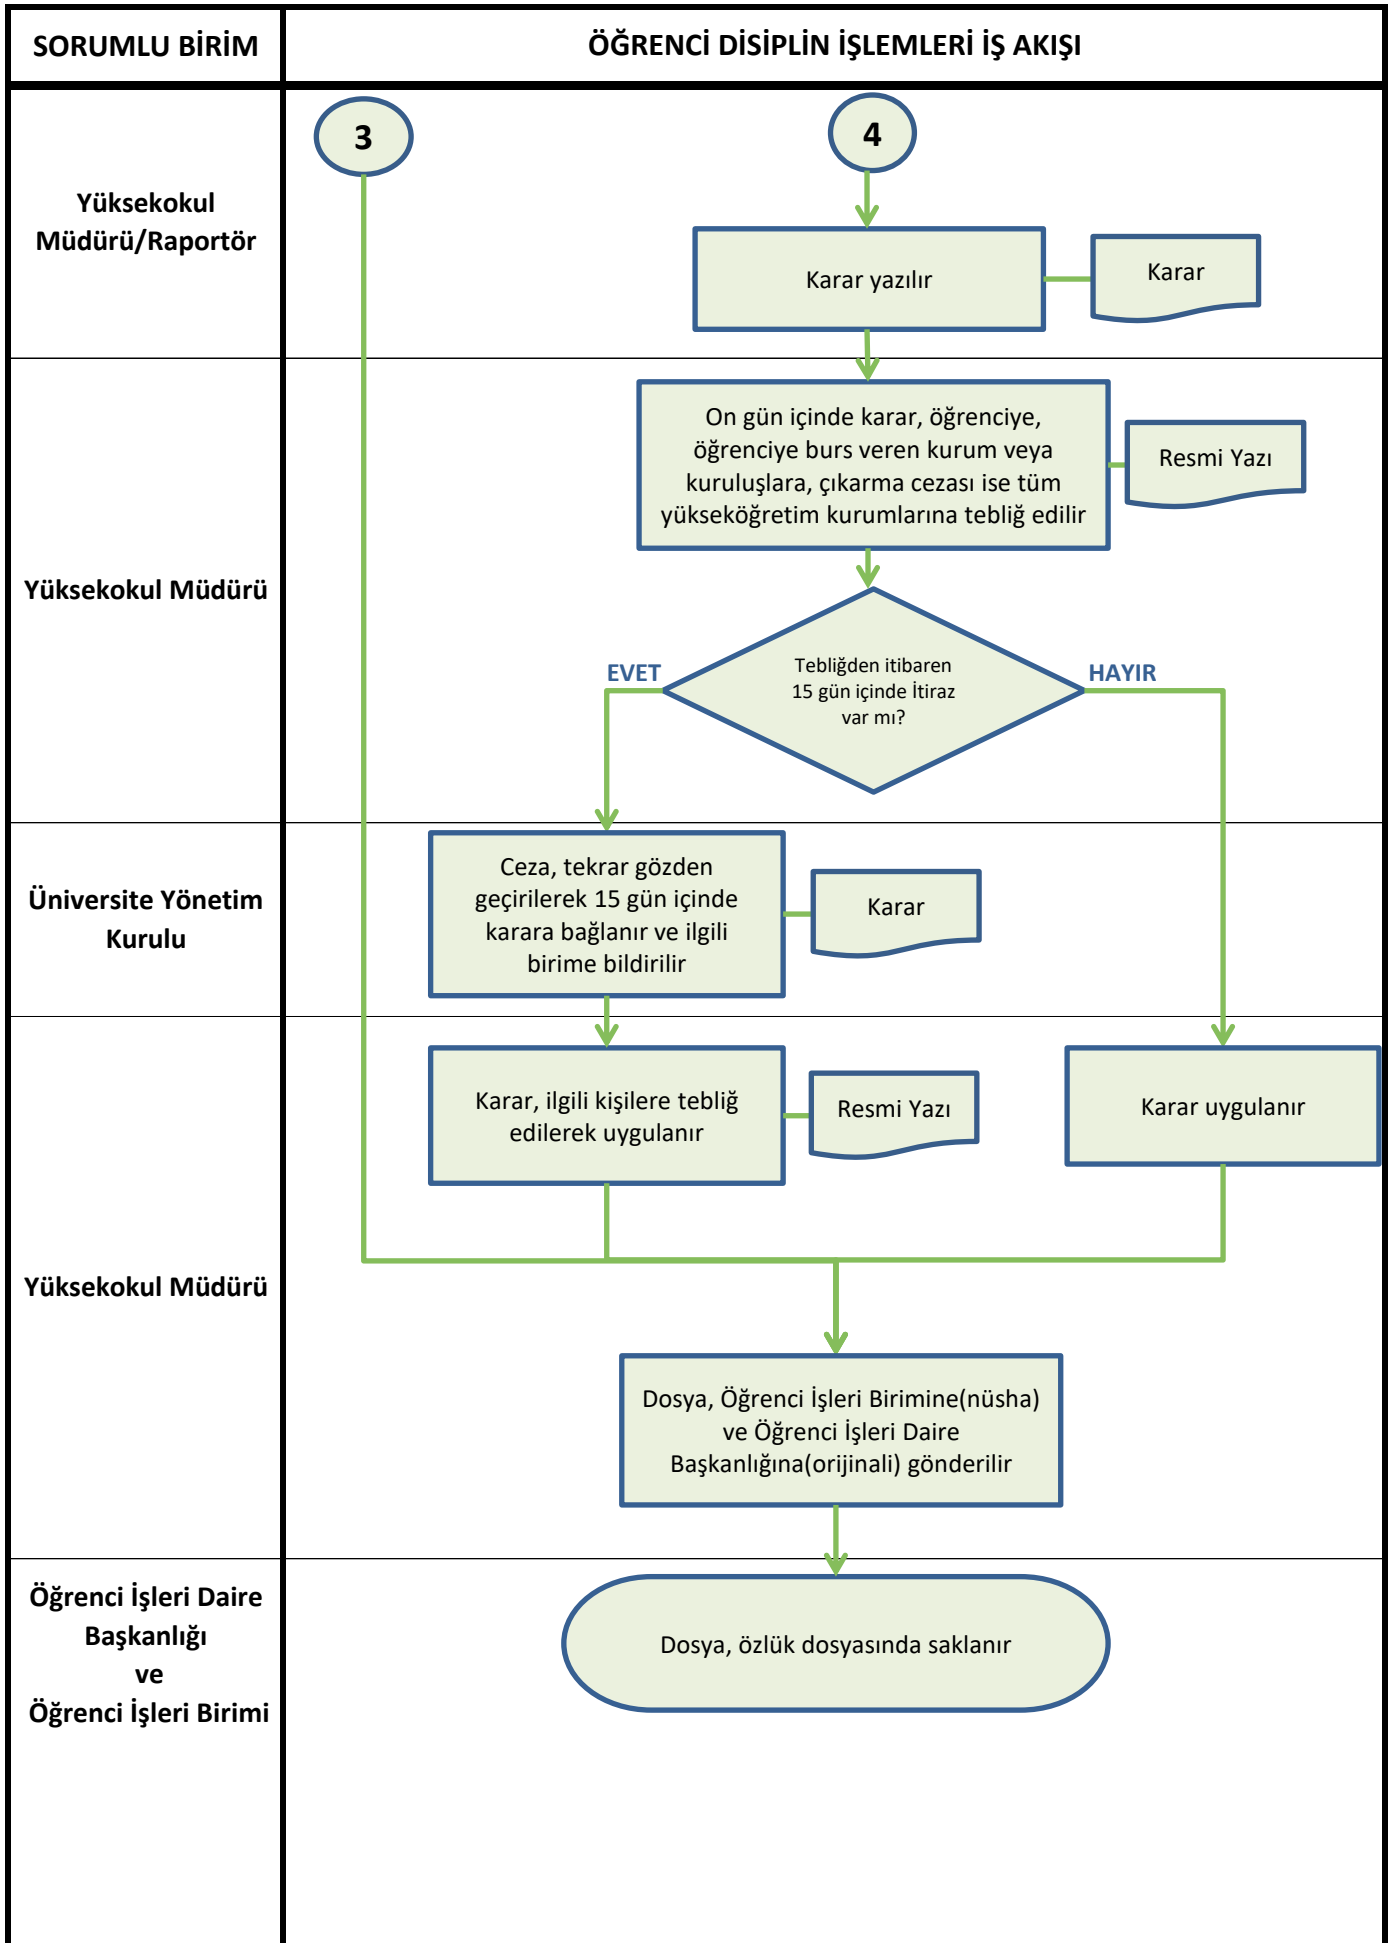 SORUMLU BİRİM
ÖĞRENCİ DİSİPLİN İŞLEMLERİ İŞ AKIŞI
Yüksekokul
Müdürü/Raportör
3
4
Karar yazılır
Karar
Yüksekokul Müdürü
On gün içinde karar, öğrenciye,
öğrenciye burs veren kurum veya
kuruluşlara, çıkarma cezası ise tüm
yükseköğretim kurumlarına tebliğ edilir
Resmi Yazı
EVET
Tebliğden itibaren
15 gün içinde İtiraz
var mı?
HAYIR
Üniversite Yönetim
Kurulu
Ceza, tekrar gözden
geçirilerek 15 gün içinde
karara bağlanır ve ilgili
birime bildirilir
Karar
Yüksekokul Müdürü
Karar, ilgili kişilere tebliğ
edilerek uygulanır
Resmi Yazı
Karar uygulanır
Dosya, Öğrenci İşleri Birimine(nüsha)
ve Öğrenci İşleri Daire
Başkanlığına(orijinali) gönderilir
Öğrenci İşleri Daire
Başkanlığı
ve
Öğrenci İşleri Birimi
Dosya, özlük dosyasında saklanır